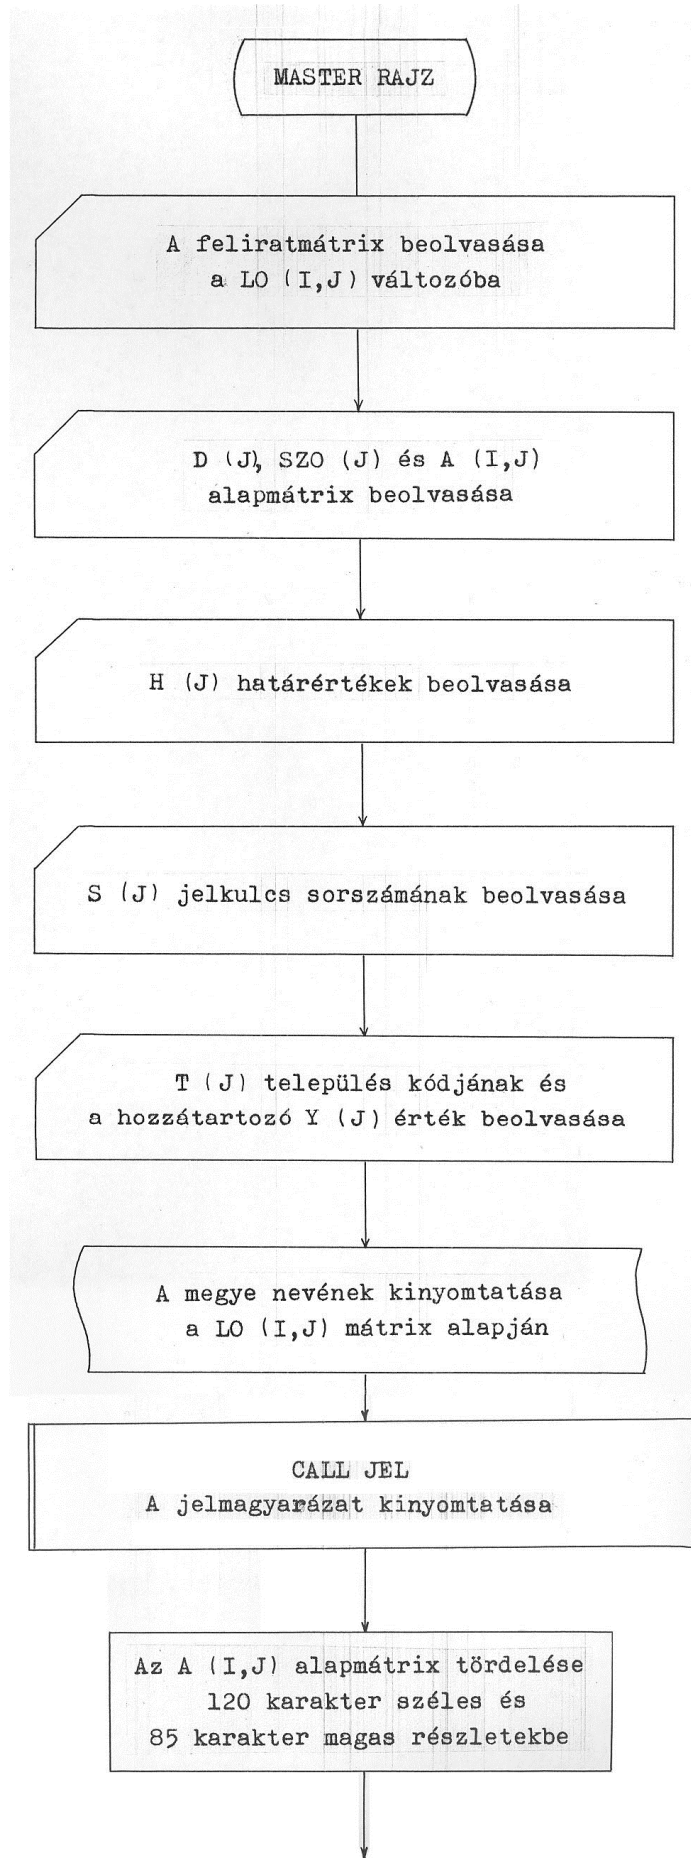 MASTER RAJZ
A feliratmátrix beolvasása
a LO (I,J) változóba
D (J), SZO (J) és A (I,J)
alapmátrix beolvasása
H (J) határértékek beolvasása
S (J) jelkulcs sorszámának beolvasása
T (J) település kódjának és
a hozzátartozó Y (J) érték beolvasása
A megye nevének kinyomtatása
a LO (I,J) mátrix alapján
CALL JEL
A jelmagyarázat kinyomtatása
Az A (I,J) alapmátrix tördelése
120 karakter széles és
85 karakter magas részletekbe